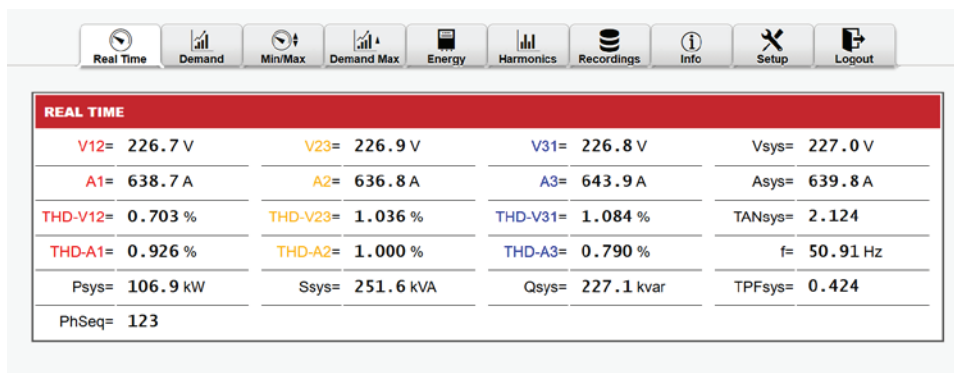 Real Time Demand Min/Max Demand Max Energy Harmonics Recordings Info Setup Logout
REAL TIME
V12= 226.7 V V23= 226.9 V V31= 226.8 V Vsys= 227.0 V
A1= 638.7 A A2= 636.8 A A3= 643.9 A Asys= 639.8 A
THD-V12= 0.703 % THD-V23= 1.036 % THD-V31= 1.084 % TANsys= 2.124
THD-A1= 0.926 % THD-A2= 1.000 % THD-A3= 0.790 % f= 50.91 Hz
Psys= 106.9 kW Ssys= 251.6 kVA Qsys= 227.1 kvar TPFsys= 0.424
PhSeq= 123